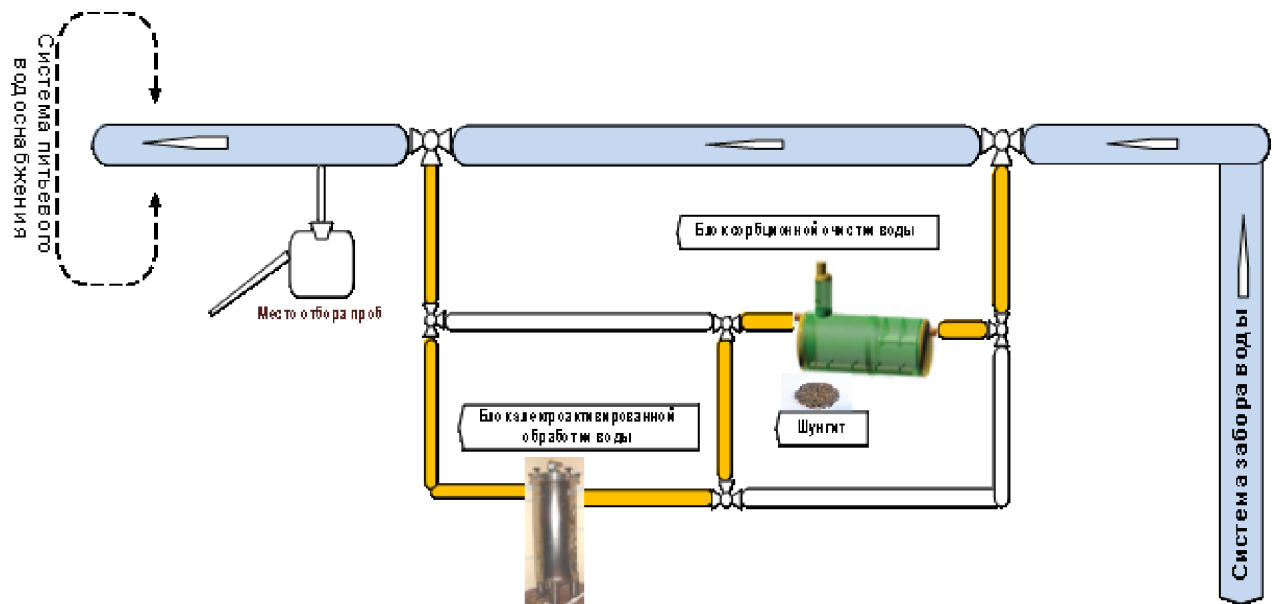 Система питьевого
водоснабжения
Блок сорбционной очистки воды
Место отбора проб
Блок электроактивированной
обработки воды
Шунгит
Система забора воды